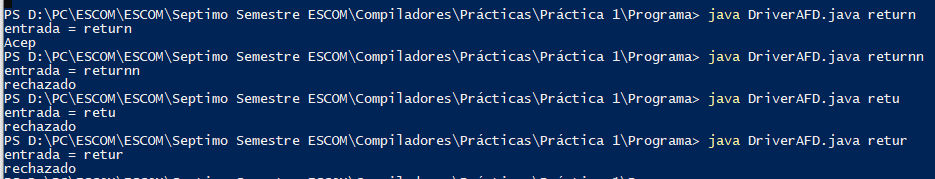 PS D:\PC\ESCOM\ESCOM\Septimo Semestre ESCOM\Compiladores\Prácticas\Práctica 1\Programa> java DriverAFD.java return
entrada = return
Acep
PS D:\PC\ESCOM\ESCOM\Septimo Semestre ESCOM\Compiladores\Prácticas\Práctica 1\Programa> java DriverAFD.java returnn
entrada = returnn
rechazado
PS D:\PC\ESCOM\ESCOM\Septimo Semestre ESCOM\Compiladores\Prácticas\Práctica 1\Programa> java DriverAFD.java retu
entrada = retu
rechazado
PS D:\PC\ESCOM\ESCOM\Septimo Semestre ESCOM\Compiladores\Prácticas\Práctica 1\Programa> java DriverAFD.java retur
entrada = retur
rechazado